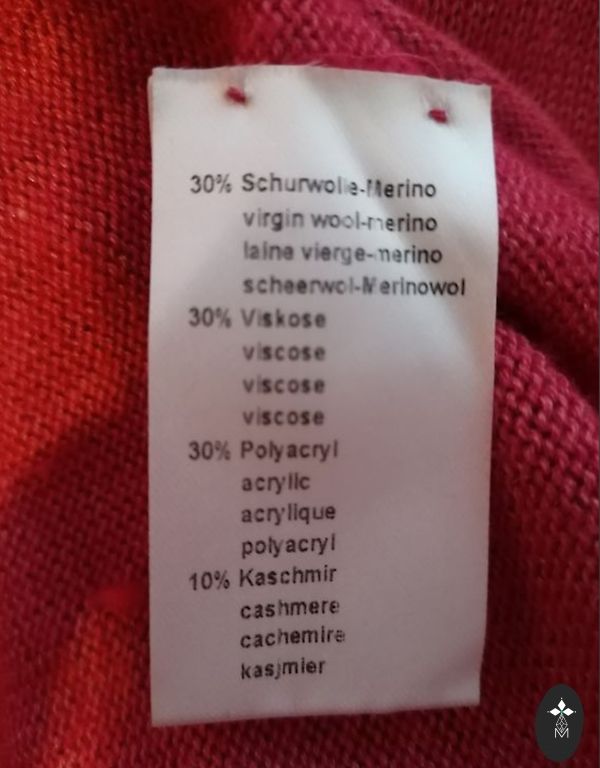 30% Schurwolle-Merino
virgin wool-merino
laine vierge-merino
scheerwol-Merinowol
30% Viskose
viscose
viscose
viscose
30% Polyacryl
acrylic
acrylique
polyacryl
10% Kaschmir
cashmere
cachemire
kasjmier
M